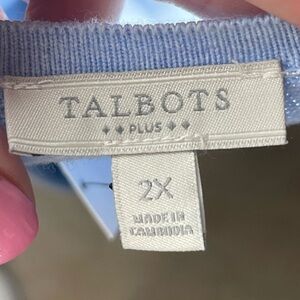 TALBOTS
PLUS
2X
MADE IN
CAMBODIA